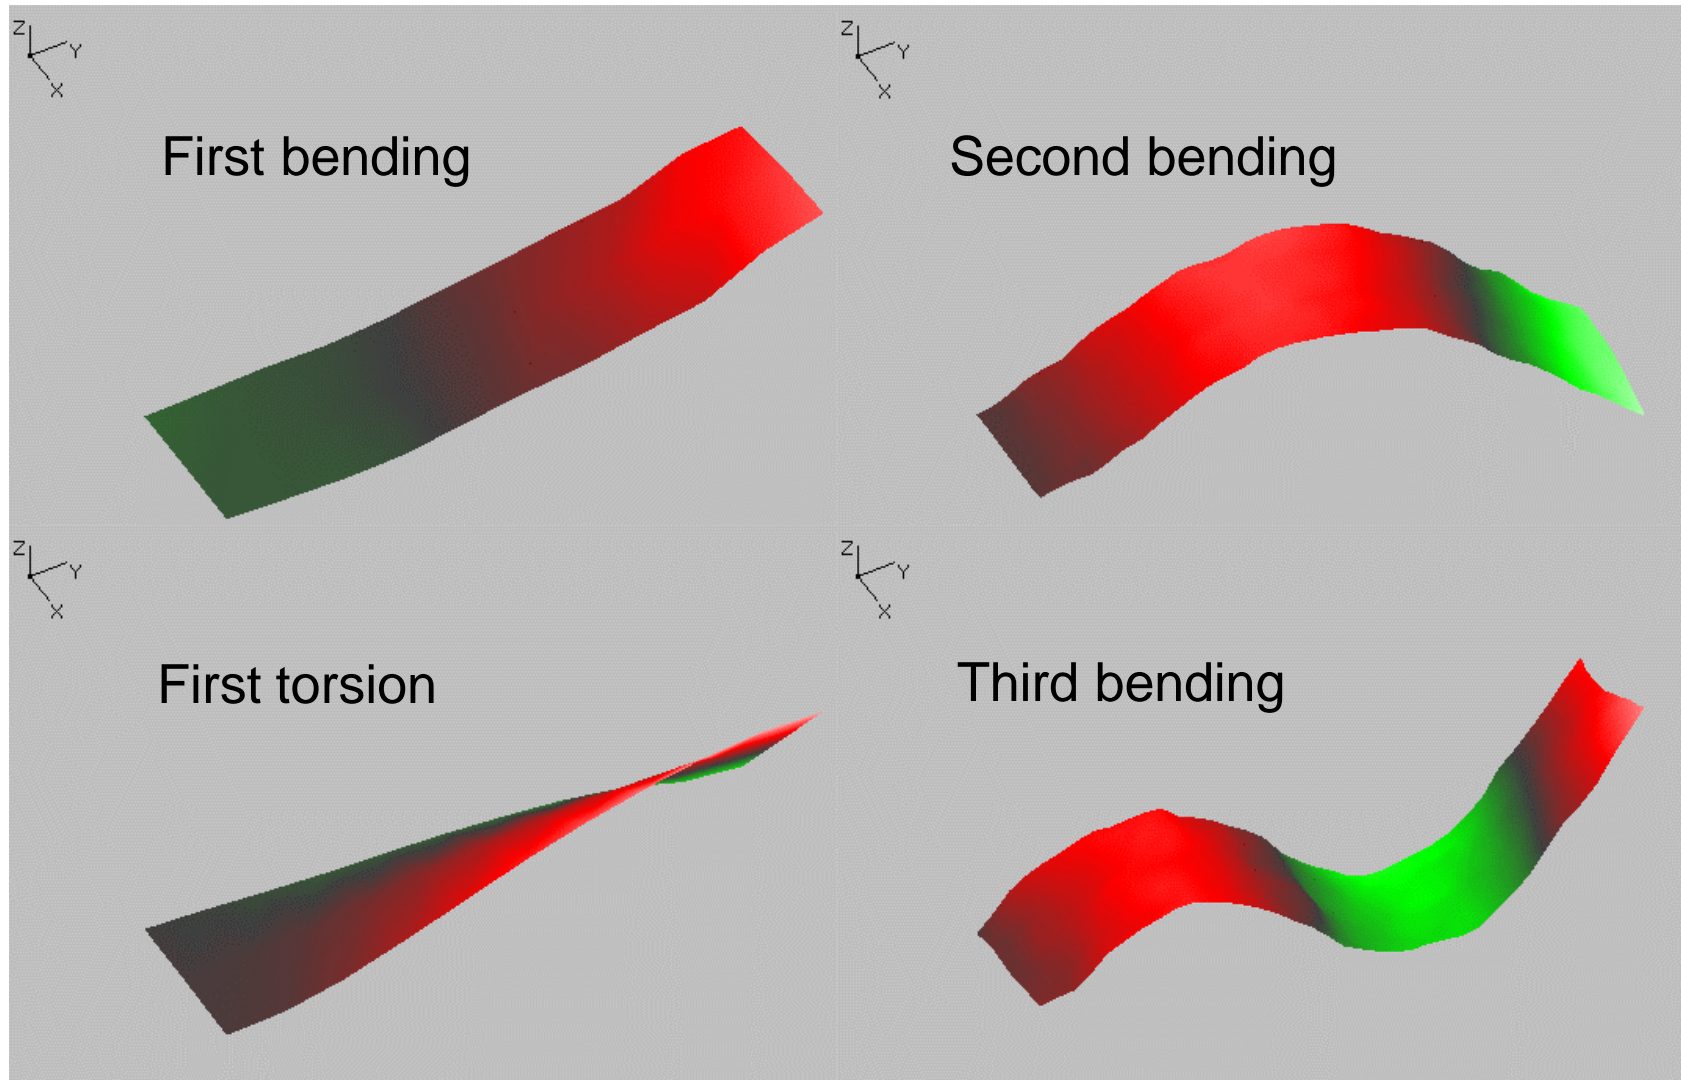 Z
Y
X
First bending
Z
Y
X
Second bending
Z
Y
X
First torsion
Z
Y
X
Third bending